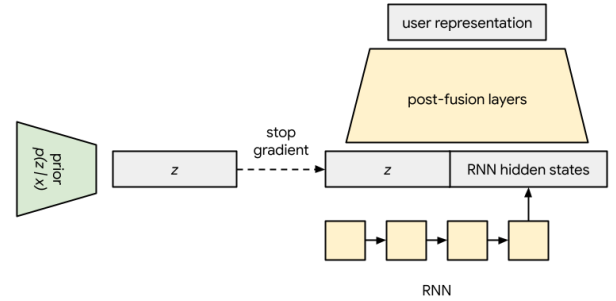 user representation
post-fusion layers
stop
gradient
prior
p(z | x)
z
z
RNN hidden states
RNN